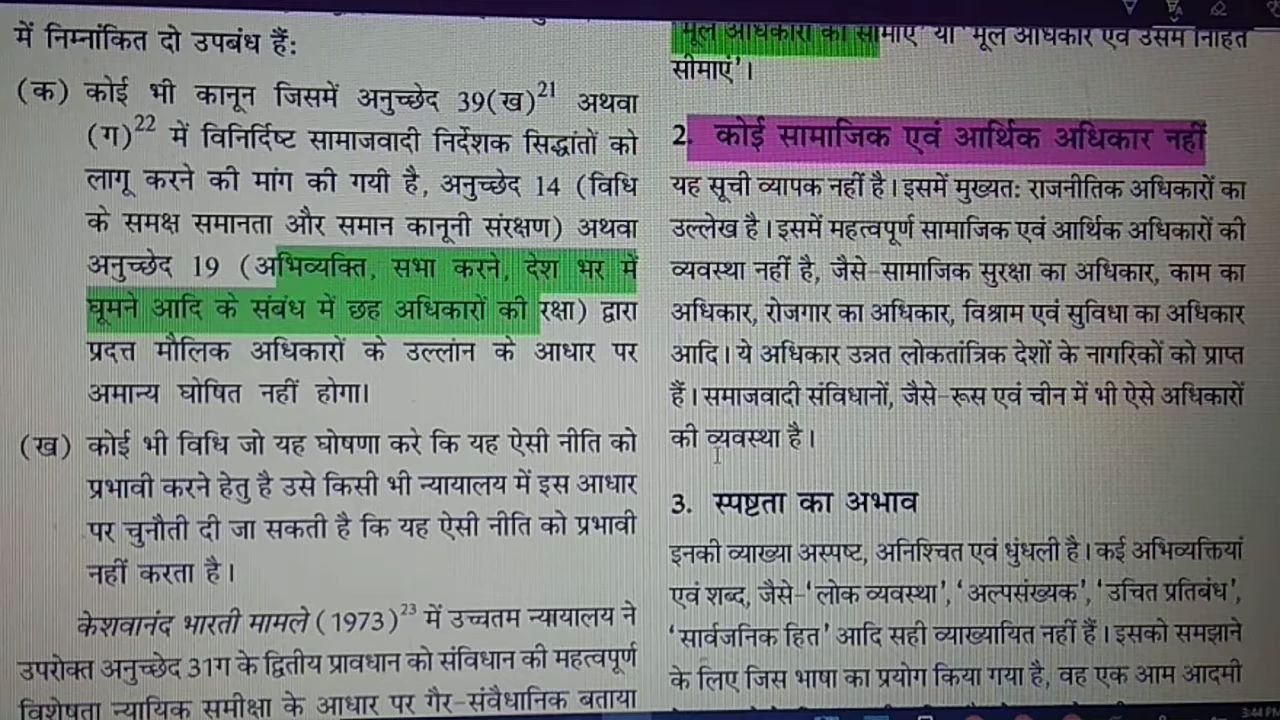 में निम्नांकित दो उपबंध हैं:
(क) कोई भी कानून जिसमें अनुच्छेद 39(ख)21 अथवा
(ग)22 में विनिर्दिष्ट सामाजवादी निर्देशक सिद्धांतों को
लागू करने की मांग की गयी है, अनुच्छेद 14 (विधि
के समक्ष समानता और समान कानूनी संरक्षण) अथवा
अनुच्छेद 19 (अभिव्यक्ति, सभा करने, देश भर में
घूमने आदि के संबंध में छह अधिकारों की रक्षा) द्वारा
प्रदत्त मौलिक अधिकारों के उल्लांन के आधार पर
अमान्य घोषित नहीं होगा।
(ख) कोई भी विधि जो यह घोषणा करे कि यह ऐसी नीति को
प्रभावी करने हेतु है उसे किसी भी न्यायालय में इस आधार
पर चुनौती दी जा सकती है कि यह ऐसी नीति को प्रभावी
नहीं करता है।
केशवानंद भारती मामले (1973)23 में उच्चतम न्यायालय ने
उपरोक्त अनुच्छेद 31ग के द्वितीय प्रावधान को संविधान की महत्वपूर्ण
विशेषता न्यायिक समीक्षा के आधार पर गैर-संवैधानिक बताया
मूल अधिकारों की सीमाएं' या 'मूल अधिकार एवं उसमें निहित
सीमाएं'।
2. कोई सामाजिक एवं आर्थिक अधिकार नहीं
यह सूची व्यापक नहीं है। इसमें मुख्यत: राजनीतिक अधिकारों का
उल्लेख है। इसमें महत्वपूर्ण सामाजिक एवं आर्थिक अधिकारों की
व्यवस्था नहीं है, जैसे-सामाजिक सुरक्षा का अधिकार, काम का
अधिकार, रोजगार का अधिकार, विश्राम एवं सुविधा का अधिकार
आदि। ये अधिकार उन्नत लोकतांत्रिक देशों के नागरिकों को प्राप्त
हैं। समाजवादी संविधानों, जैसे-रूस एवं चीन में भी ऐसे अधिकारों
की व्यवस्था है।
3. स्पष्टता का अभाव
इनकी व्याख्या अस्पष्ट, अनिश्चित एवं धुंधली है। कई अभिव्यक्तियां
एवं शब्द, जैसे-'लोक व्यवस्था', 'अल्पसंख्यक', 'उचित प्रतिबंध',
'सार्वजनिक हित' आदि सही व्याख्यायित नहीं हैं। इसको समझाने
के लिए जिस भाषा का प्रयोग किया गया है, वह एक आम आदमी
3:44 PM